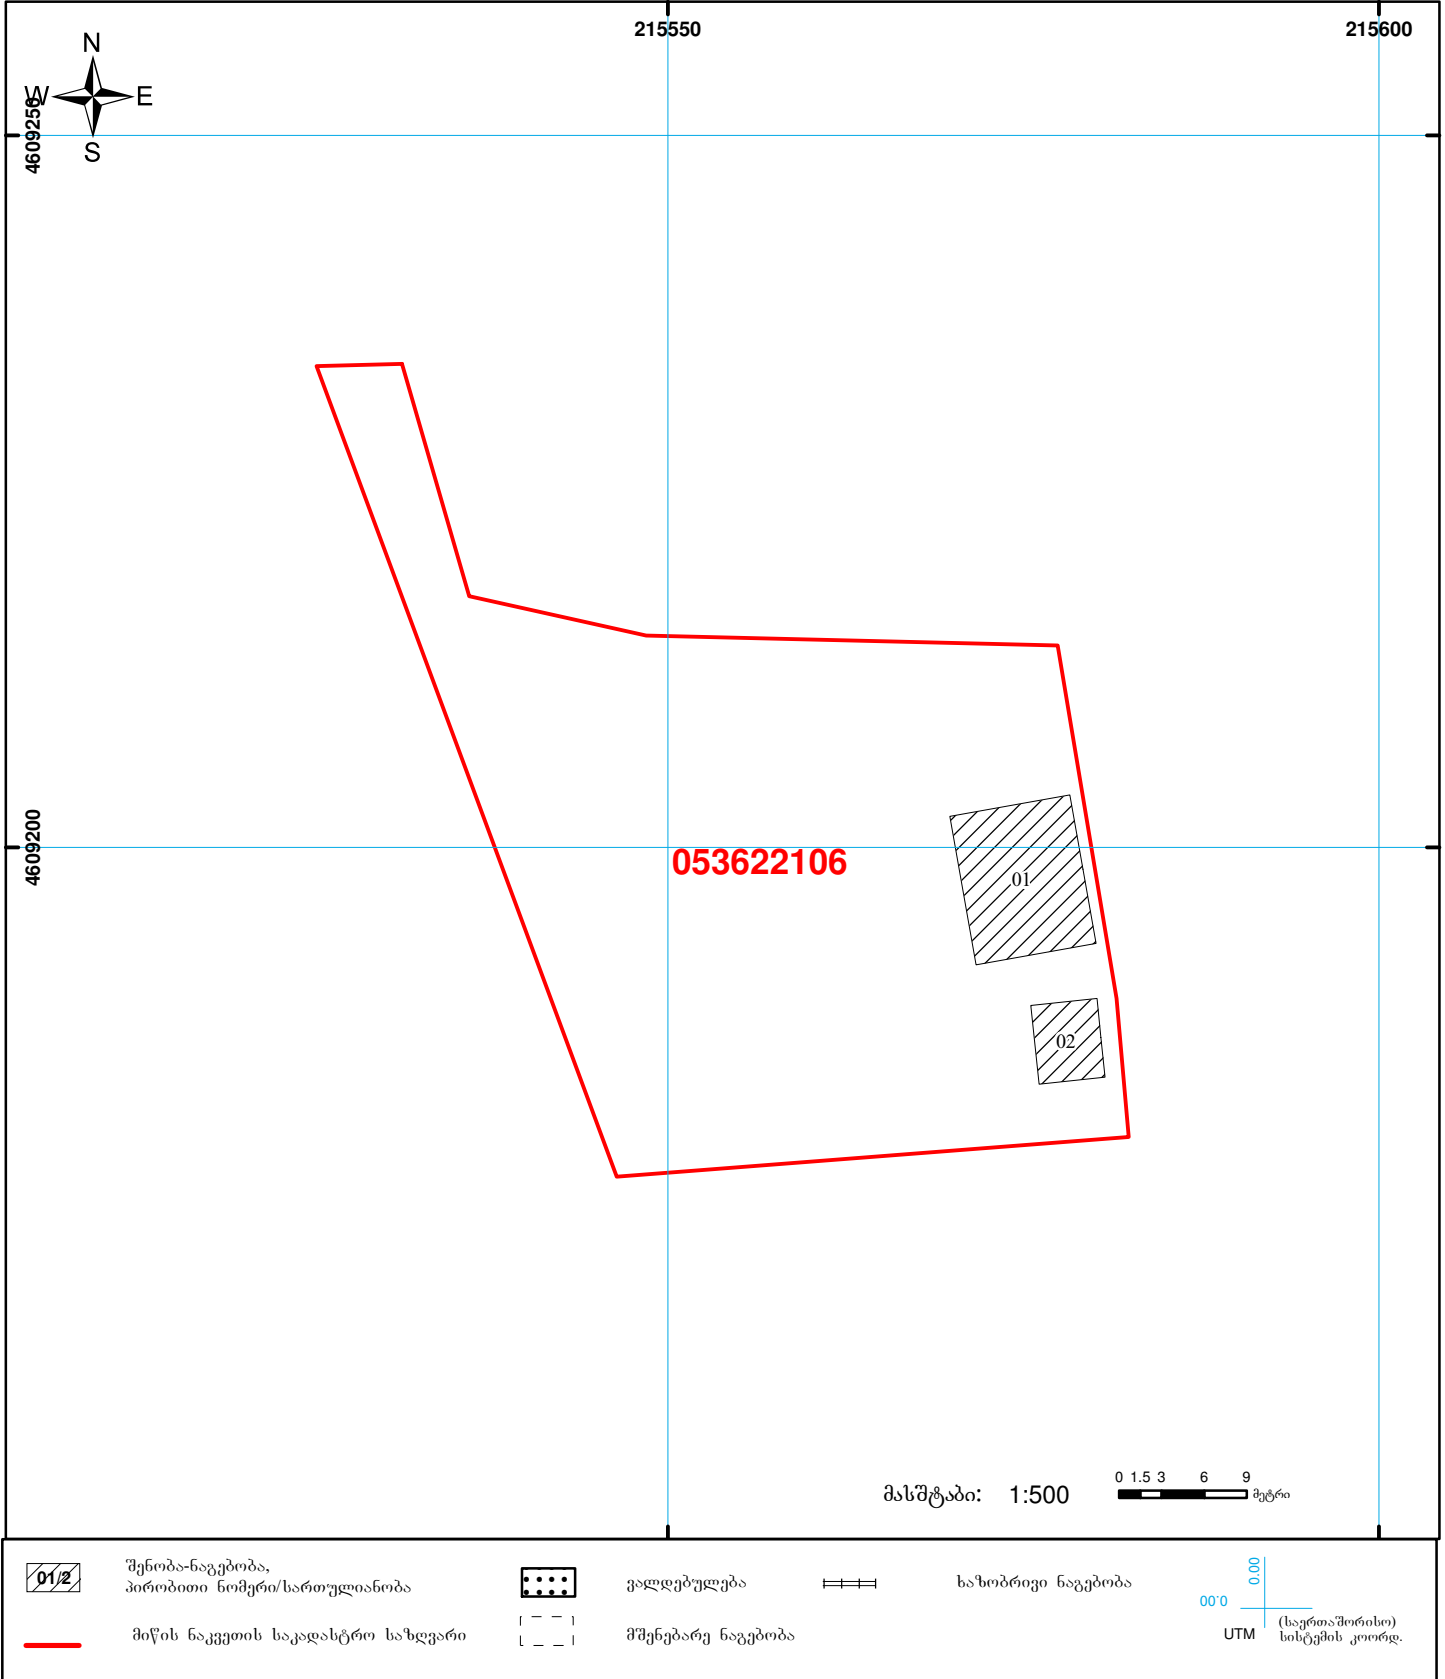 215550
215600
N
W
E
S
4609250
4609200
053622106
01
02
მასშტაბი: 1:500
0 1.5 3 6 9
მეტრი
01/2
შენობა-ნაგებობა,
პირობითი ნომერი/სართულიანობა
ვალდებულება
ხაზობრივი ნაგებობა
მიწის ნაკვეთის საკადასტრო საზღვარი
მშენებარე ნაგებობა
00.0
00.0
UTM
(საერთაშორისო)
სისტემის კოორდ.